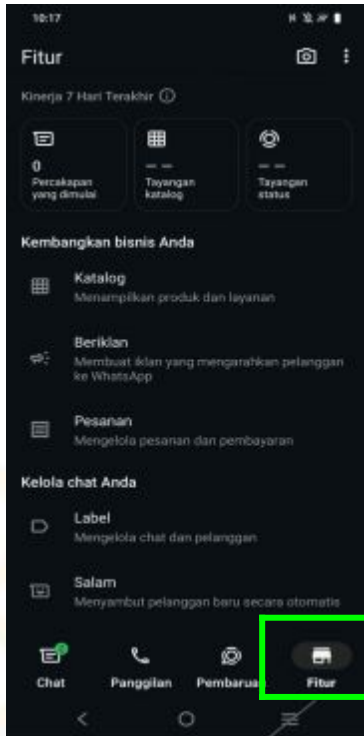 10:17
Fitur
Kinerja 7 Hari Terakhir
0
Percakapan
yang dimulai
— —
Tayangan
katalog
— —
Tayangan
status
Kembangkan bisnis Anda
Katalog
Menampilkan produk dan layanan
Beriklan
Membuat iklan yang mengarahkan pelanggan
ke WhatsApp
Pesanan
Mengelola pesanan dan pembayaran
Kelola chat Anda
Label
Mengelola chat dan pelanggan
Salam
Menyambut pelanggan baru secara otomatis
Chat
Panggilan
Pembarua
Fitur